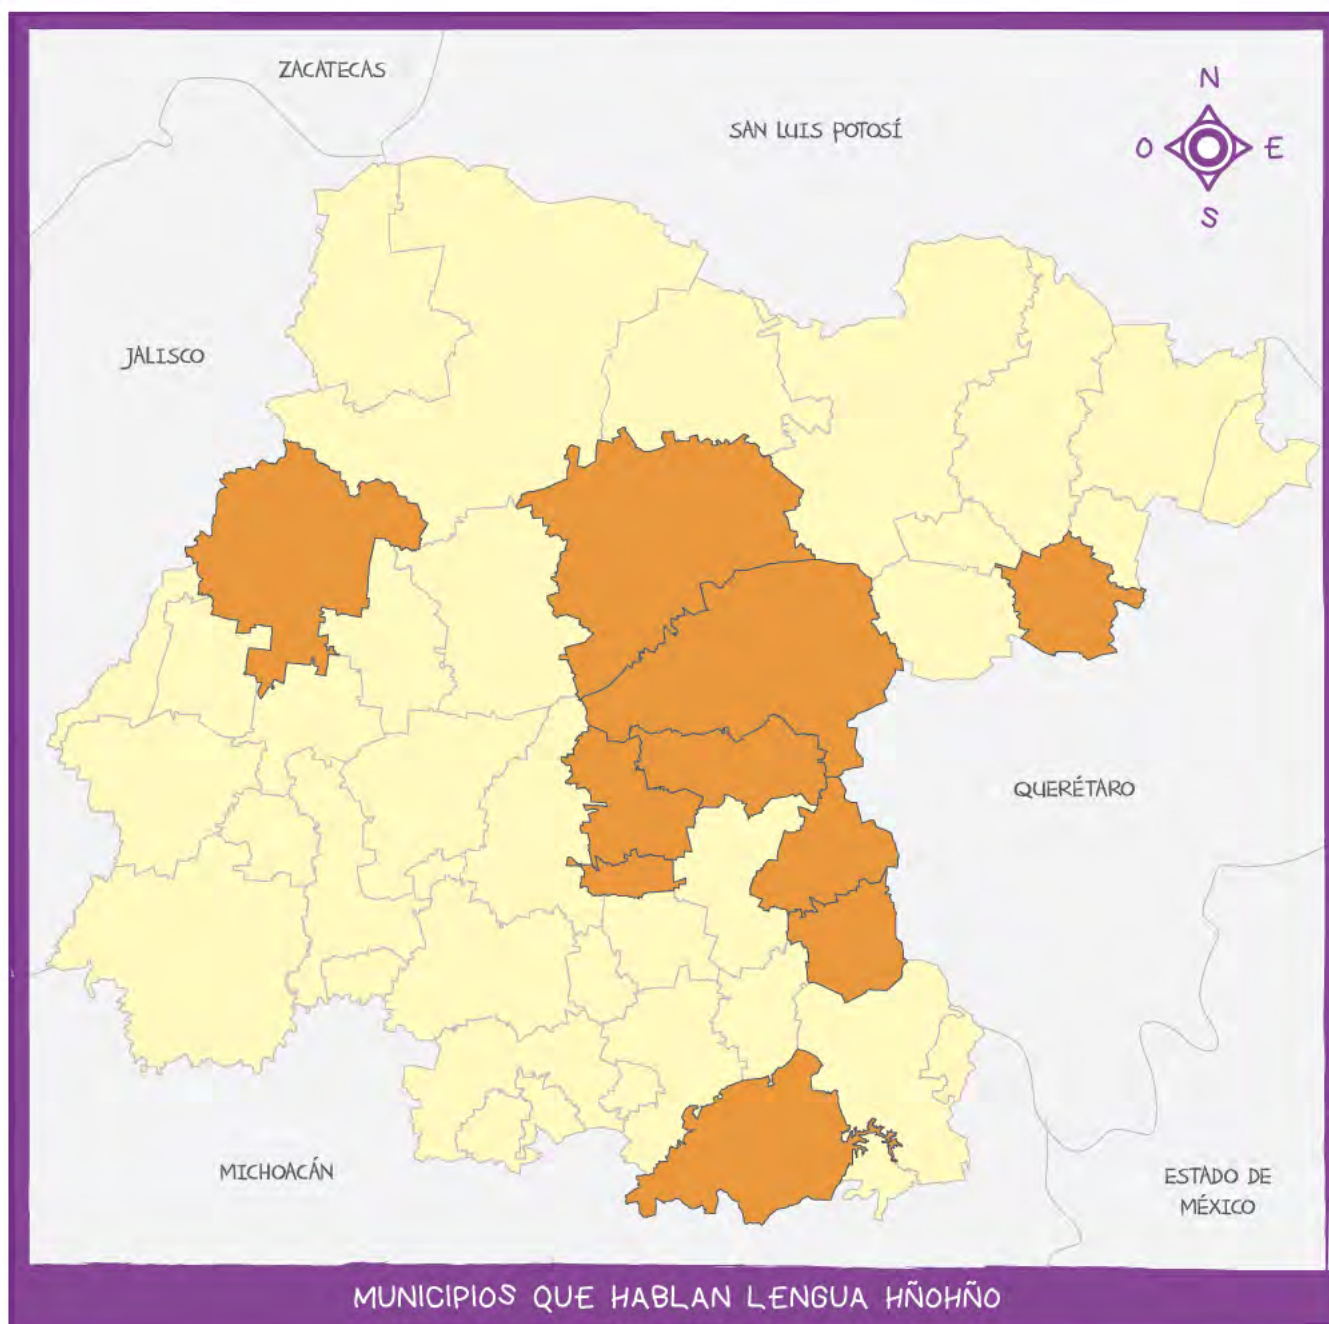 ZACATECAS
SAN LUIS POTOSÍ
N
O
E
S
JALISCO
QUERÉTARO
MICHOACÁN
ESTADO DE
MÉXICO
MUNICIPIOS QUE HABLAN LENGUA HÑOHÑO